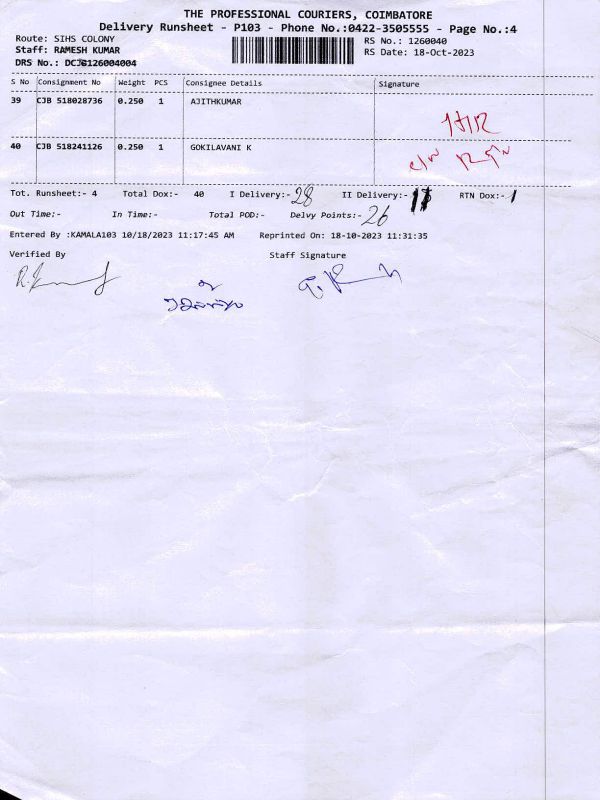 THE PROFESSIONAL COURIERS, COIMBATORE
Delivery Runsheet - P103 - Phone No.:0422-3505555 - Page No.:4
Route: SIHS COLONY
RS No.: 1260040
Staff: RAMESH KUMAR
RS Date: 18-Oct-2023
DRS No.: DCJG126004004
S No Consignment No Weight PCS Consignee Details Signature
39 CJB 518028736 0.250 1 AJITHKUMAR
40 CJB 518241126 0.250 1 GOKILAVANI K
Tot. Runsheet:- 4 Total Dox:- 40 I Delivery:- 28 II Delivery:- RTN Dox:- 1
Out Time:- In Time:- Total POD:- Delvy Points:- 26
Entered By :KAMALA103 10/18/2023 11:17:45 AM Reprinted On: 18-10-2023 11:31:35
Verified By Staff Signature